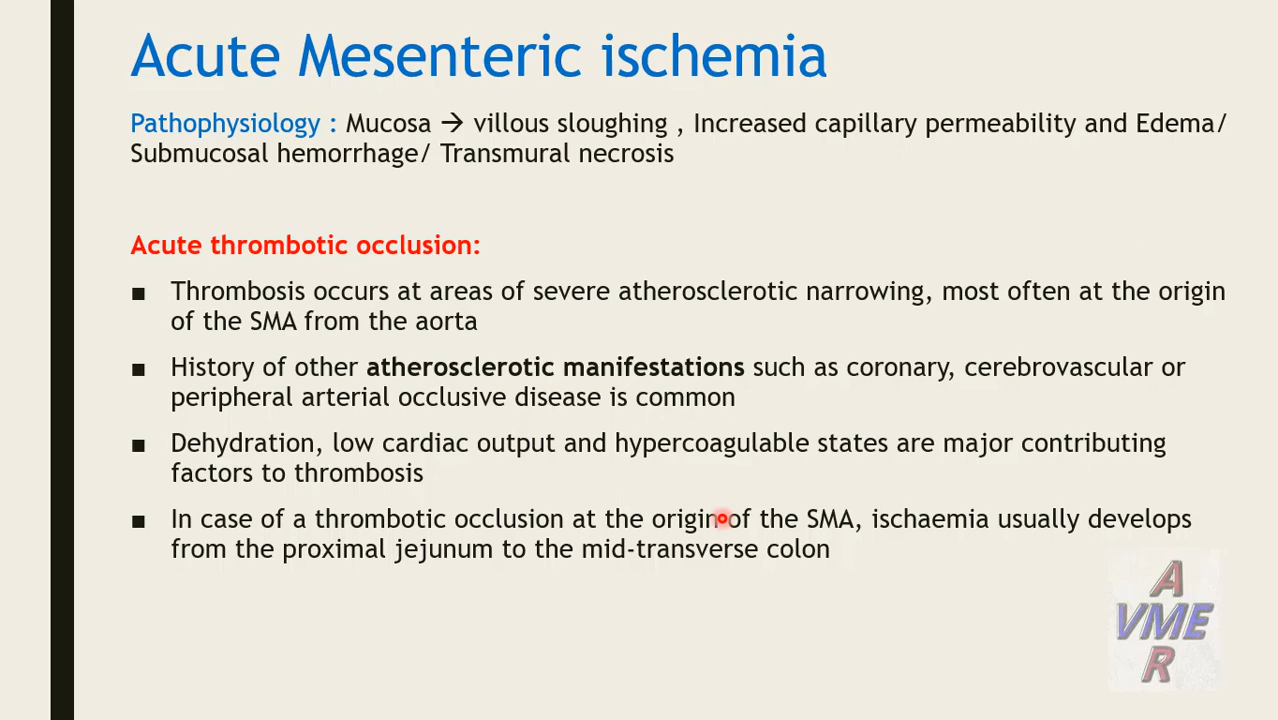 Acute Mesenteric ischemia
Pathophysiology : Mucosa → villous sloughing , Increased capillary permeability and Edema/
Submucosal hemorrhage/ Transmural necrosis
Acute thrombotic occlusion:
■ Thrombosis occurs at areas of severe atherosclerotic narrowing, most often at the origin
of the SMA from the aorta
■ History of other atherosclerotic manifestations such as coronary, cerebrovascular or
peripheral arterial occlusive disease is common
■ Dehydration, low cardiac output and hypercoagulable states are major contributing
factors to thrombosis
■ In case of a thrombotic occlusion at the origin of the SMA, ischaemia usually develops
from the proximal jejunum to the mid-transverse colon
A
VME
R